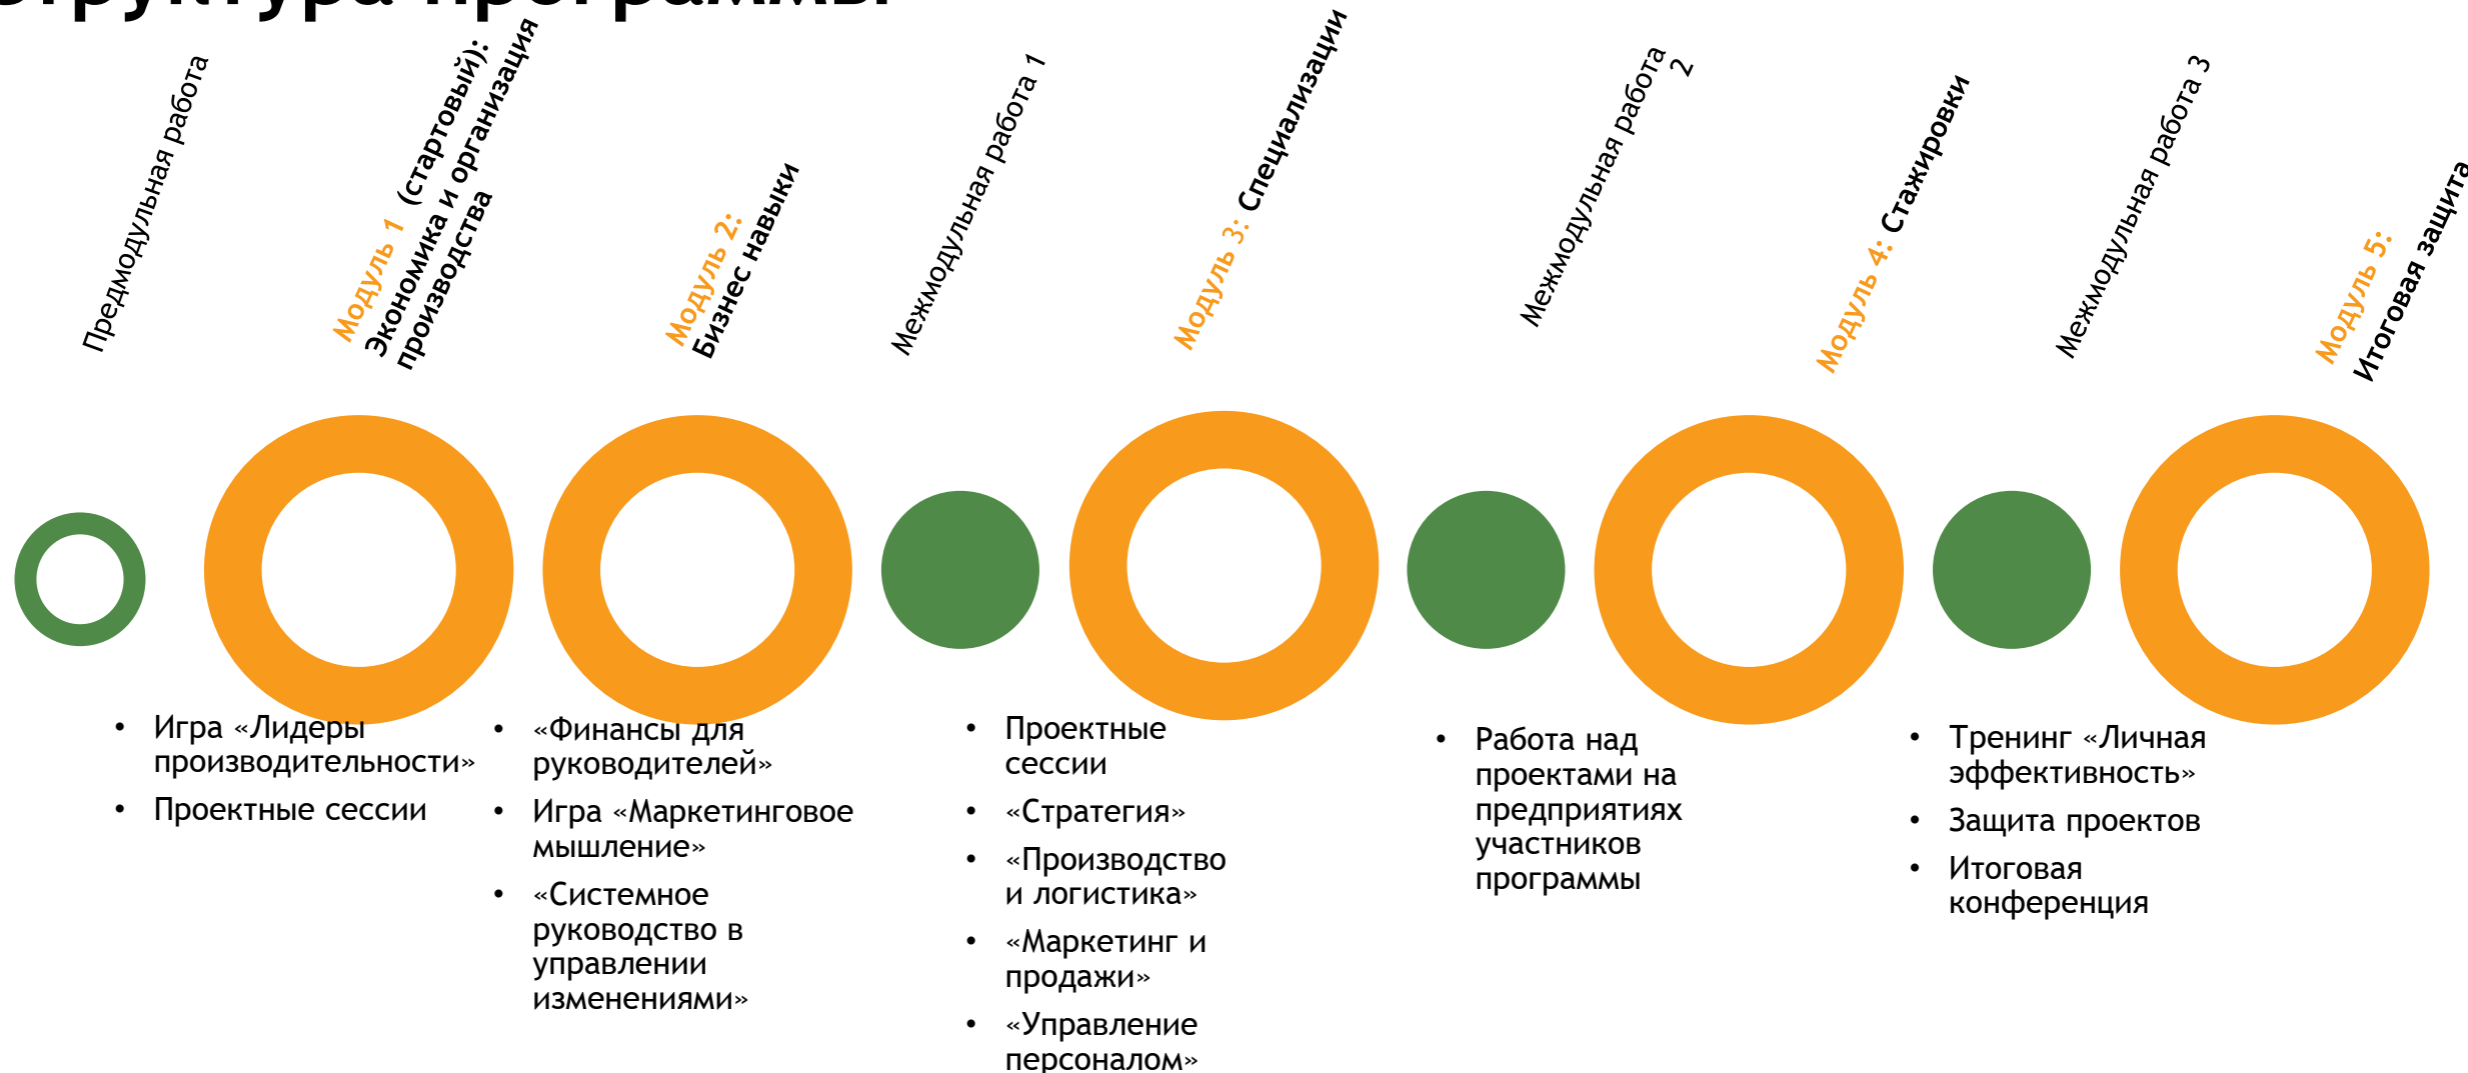 структура программы
Предмодульная работа
Модуль 1 (стартовый):
Экономика и организация
производства
Модуль 2:
Бизнес навыки
Межмодульная работа 1
Модуль 3: Специализации
Межмодульная работа
2
Модуль 4: Стажировки
Межмодульная работа 3
Модуль 5:
Итоговая защита
• Игра «Лидеры
производительности»
• Проектные сессии
• «Финансы для
руководителей»
• Игра «Маркетинговое
мышление»
• «Системное
руководство в
управлении
изменениями»
• Проектные
сессии
• «Стратегия»
• «Производство
и логистика»
• «Маркетинг и
продажи»
• «Управление
персоналом»
• Работа над
проектами на
предприятиях
участников
программы
• Тренинг «Личная
эффективность»
• Защита проектов
• Итоговая
конференция